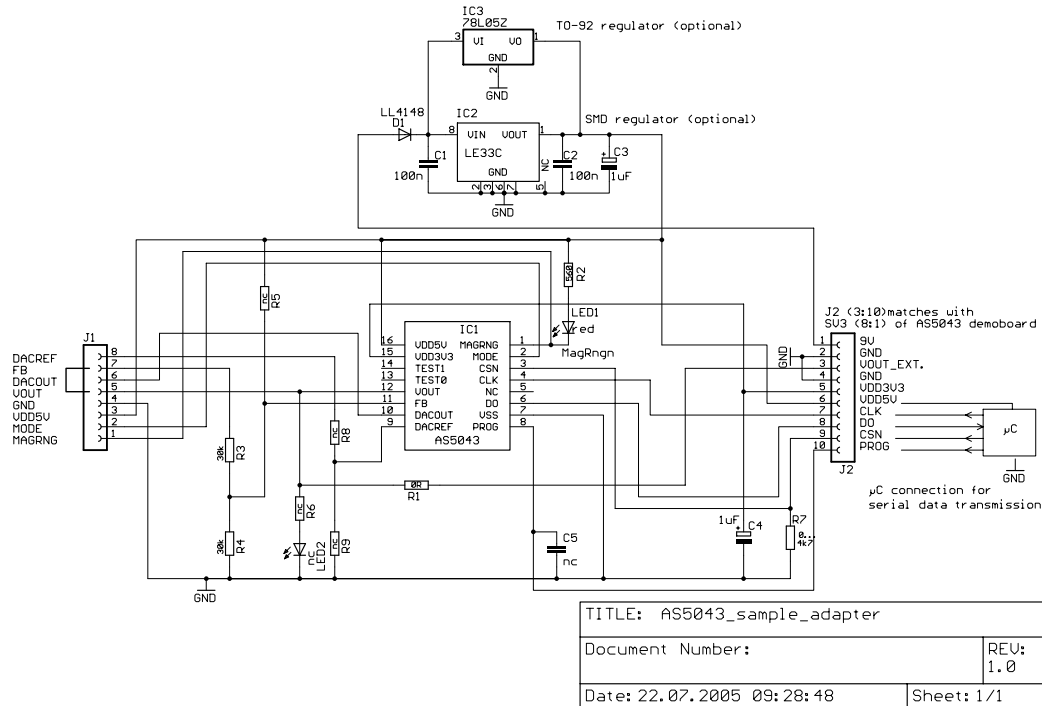 IC3
78L05Z
TO-92 regulator (optional)
3 VI VO 1
GND
2
GND
LL4148
D1
IC2
SMD regulator (optional)
8 VIN VOUT 1
LE33C
GND
NC
2 3 6 7 5
C1
100n
C2
100n
C3
+
1uF
GND
R5
nc
R2
560
LED1
red
MagRngn
J2 (3:10)matches with
SV3 (8:1) of AS5043 demoboard
J1
DACREF 8
FB 7
DACOUT 6
VOUT 5
GND 4
VDD5V 3
MODE 2
MAGRNG 1
IC1
16 VDD5V MAGRNG 1
15 VDD3V3 MODE 2
14 TEST1 CSN 3
13 TEST0 CLK 4
12 VOUT NC 5
11 FB DO 6
10 DACOUT VSS 7
9 DACREF PROG 8
AS5043
GND
1 9V
2 GND
3 VOUT_EXT.
4 GND
5 VDD3V3
6 VDD5V
7 CLK
8 DO
9 CSN
10 PROG
J2
µC
GND
µC connection for
serial data transmission
R3
30k
R4
30k
R8
nc
R6
nc
R9
nc
LED2
nc
R1
0R
C5
nc
1uF
+
C4
R7
0...
4k7
GND
TITLE: AS5043_sample_adapter
Document Number:
REV:
1.0
Date: 22.07.2005 09:28:48
Sheet: 1/1